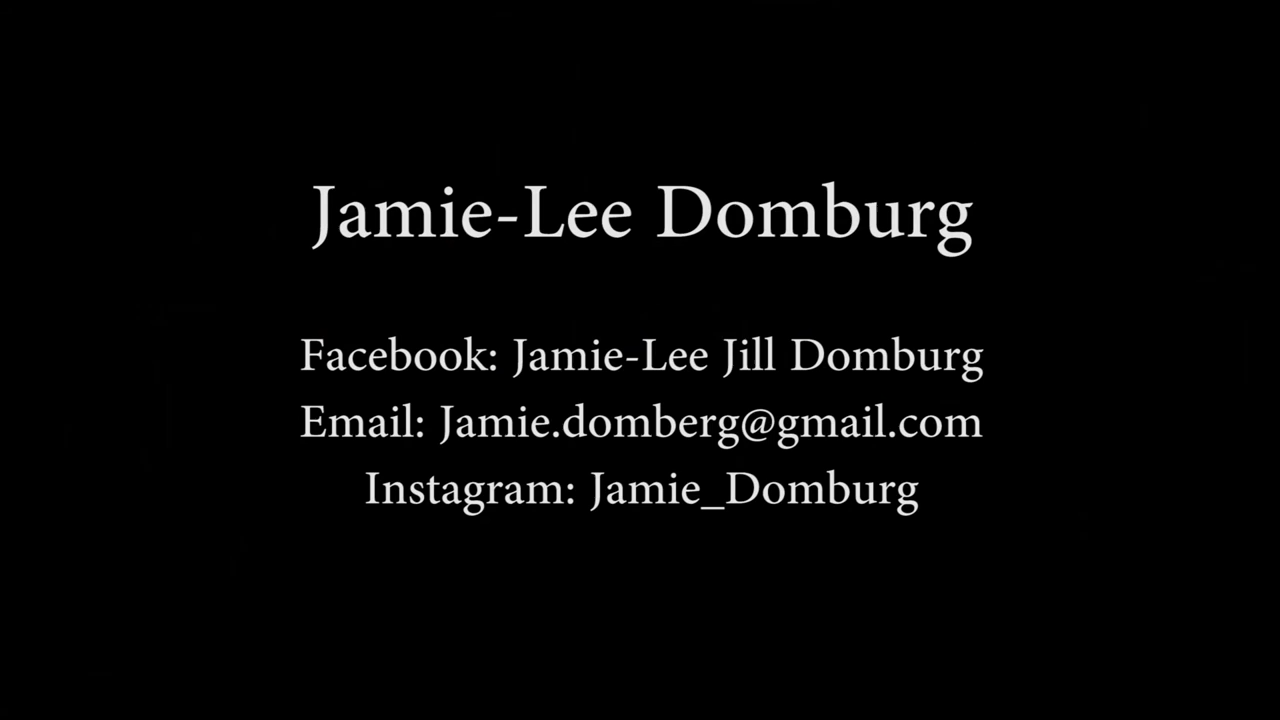 Jamie-Lee Domburg
Facebook: Jamie-Lee Jill Domburg
Email: Jamie.domberg@gmail.com
Instagram: Jamie_Domburg